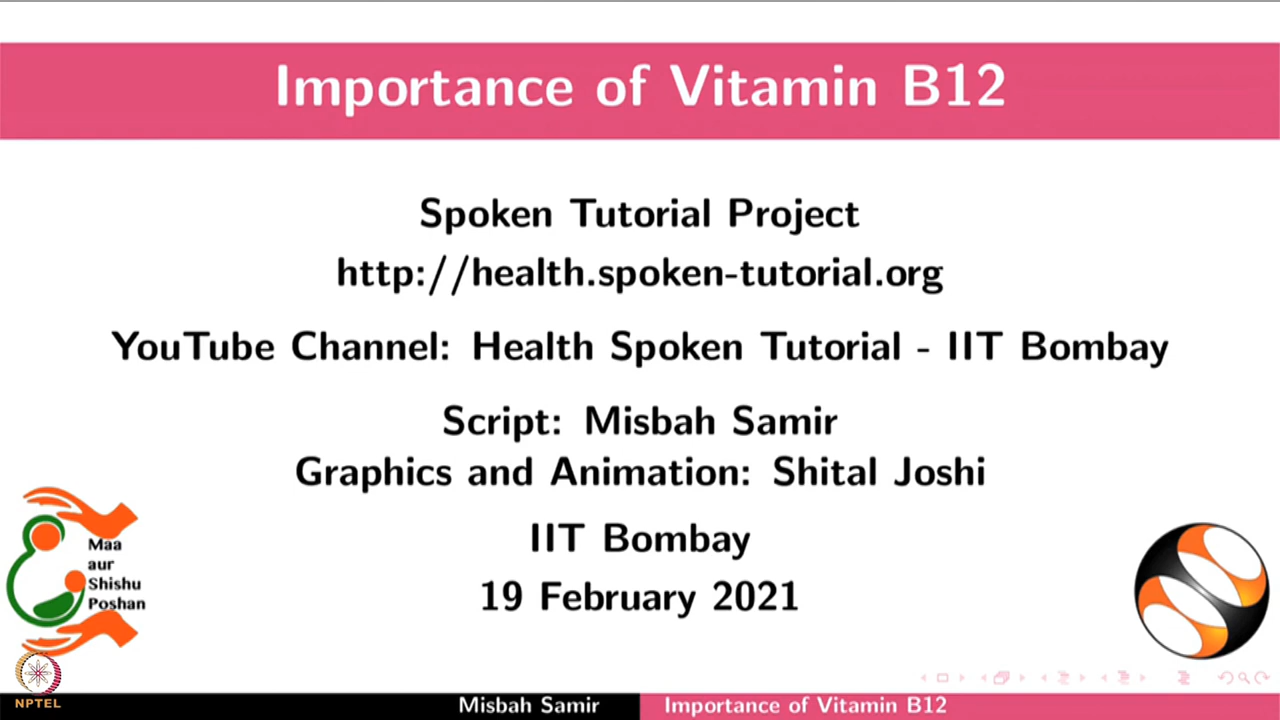 Importance of Vitamin B12
Spoken Tutorial Project
http://health.spoken-tutorial.org
YouTube Channel: Health Spoken Tutorial - IIT Bombay
Script: Misbah Samir
Graphics and Animation: Shital Joshi
IIT Bombay
19 February 2021
Maa
aur
Shishu
Poshan
NPTEL
Misbah Samir
Importance of Vitamin B12